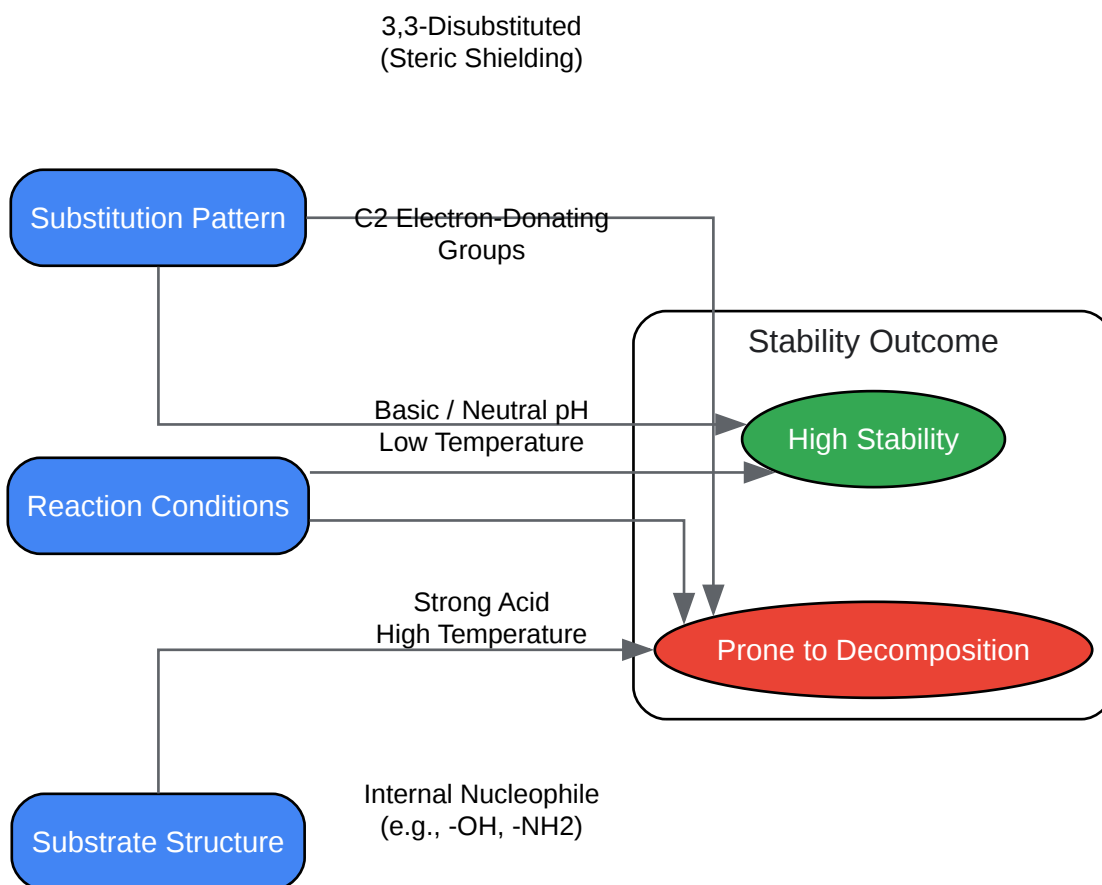 3,3-Disubstituted
(Steric Shielding)
Substitution Pattern
C2 Electron-Donating
Groups
Stability Outcome
Basic / Neutral pH
Low Temperature
High Stability
Reaction Conditions
Strong Acid
High Temperature
Prone to Decomposition
Internal Nucleophile
(e.g., -OH, -NH2)
Substrate Structure